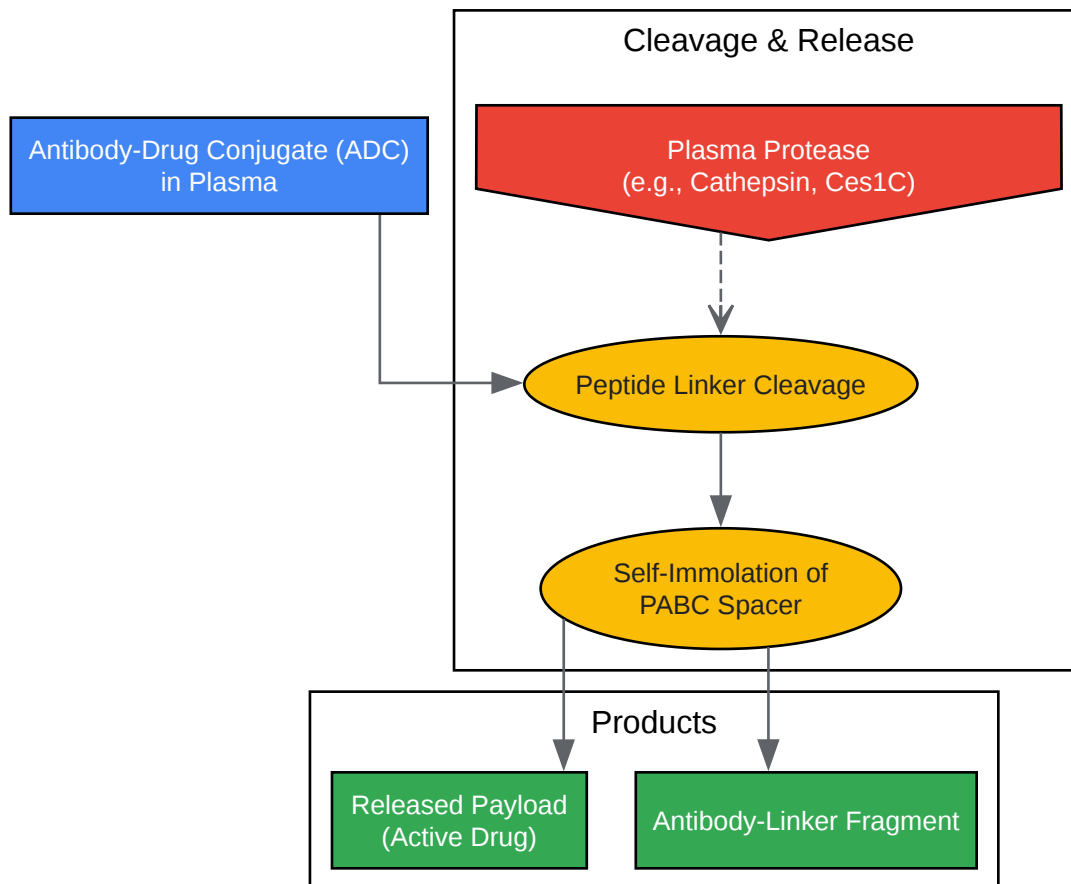 Cleavage & Release
Antibody-Drug Conjugate (ADC)
in Plasma
Plasma Protease
(e.g., Cathepsin, Ces1C)
Peptide Linker Cleavage
Self-Immolation of
PABC Spacer
Products
Released Payload
(Active Drug)
Antibody-Linker Fragment